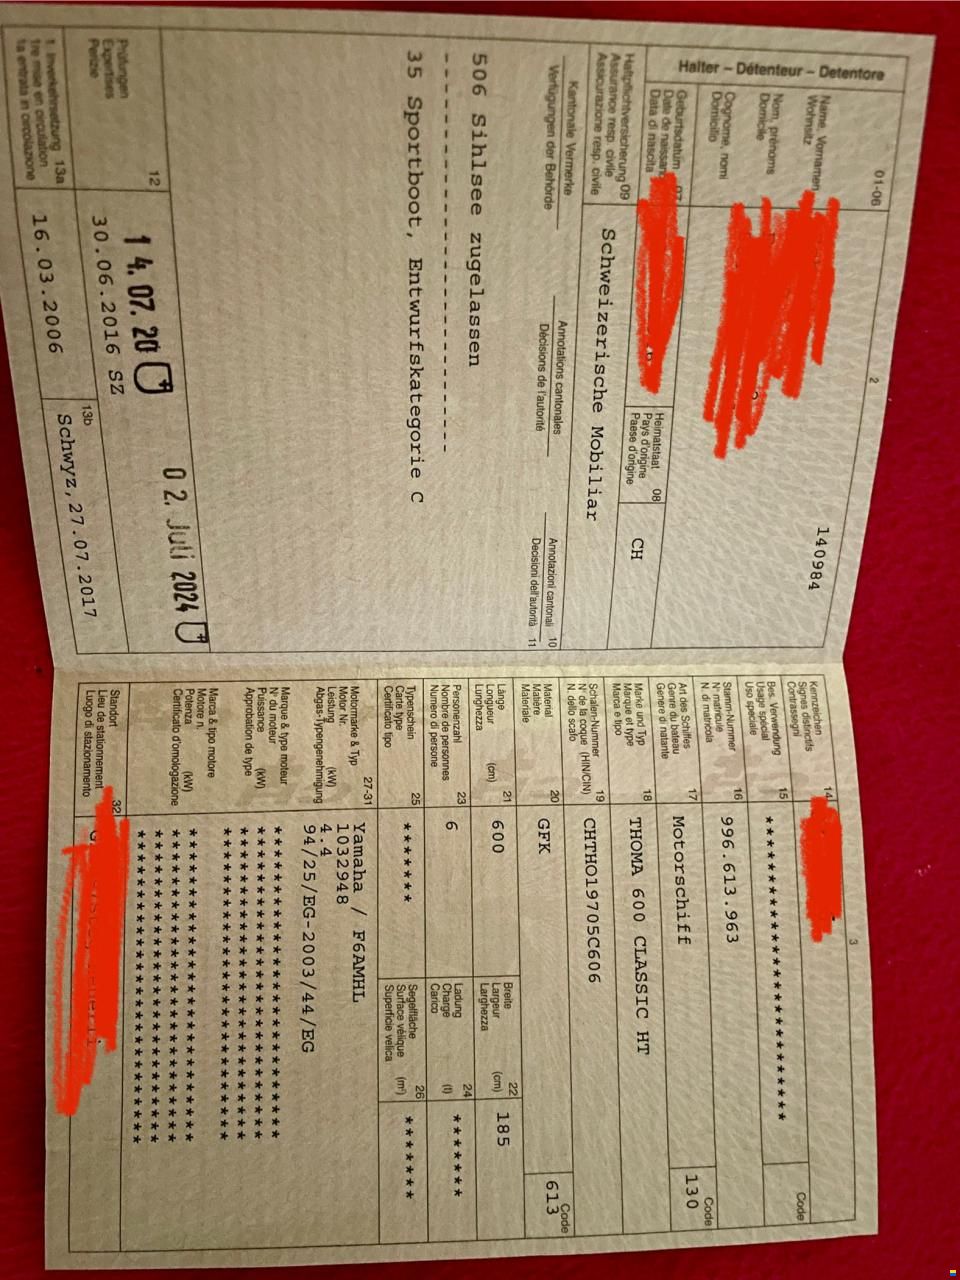 01-06
2
140984
Halter – Détenteur – Detentore
Name, Vornamen
Wohnsitz
Nom, prénoms
Domicile
Cognome, nomi
Domicilio
Geburtsdatum
Date de naissan
Data di nascita
07
Heimatstaat
Pays d'origine
Paese d'origine
08
CH
Haftpflichtversicherung 09
Assurance resp. civile
Assicurazione resp. civile
Schweizerische Mobiliar
Kantonale Vermerke
Verfügungen der Behörde
Annotations cantonales
Décisions de l'autorité
Annotazioni cantonali 10
Decisioni dell'autorità 11
506 Sihlsee zugelassen
-----------------------------
35 Sportboot, Entwurfskategorie C
Prüfungen
Expertises
Perizie
12
14.07.20
02. Juli 2024
30.06.2016 SZ
1. Inverkehrsetzung 13a
1re mise en circulation
1a entrata in circolazione
16.03.2006
13b
Schwyz, 27.07.2017
3
Kennzeichen
Signes distinctifs
Contrassegni
14
Bes. Verwendung
Usage spécial
Uso speciale
15
****************************
Code
Stamm-Nummer
N° matricule
N. di matricola
16
996.613.963
Art des Schiffes
Genre du bateau
Genere di natante
17
Motorschiff
Code
130
Marke und Typ
Marque et type
Marca e tipo
18
THOMA 600 CLASSIC HT
Schalen-Nummer
N° de la coque (HIN/CIN)
N. dello scafo
19
CHTHO19705C606
Material
Matière
Materiale
20
GFK
Code
613
Länge
Longueur
Lunghezza
(cm)
21
600
Breite
Largeur
Larghezza
(cm)
22
185
Personenzahl
Nombre de personnes
Numero di persone
23
6
Ladung
Charge
Carico
(t)
24
*******
Typenschein
Carte type
Certificato tipo
25
*******
Segelfläche
Surface vélique
Superficie velica
(m²)
26
*******
Motormarke & Typ
Motor Nr.
Leistung (kW)
Abgas-Typengenehmigung
27-31
Yamaha / F6AMHL
1032948
4.4
94/25/EG-2003/44/EG
Marque & type moteur
N° du moteur
Puissance (kW)
Approbation de type
****************************
****************************
****************************
****************************
Marca & tipo motore
Motore n.
Potenza (kW)
Certificato d'omologazione
****************************
****************************
****************************
****************************
Standort
Lieu de stationnement
Luogo di stazionamento
32